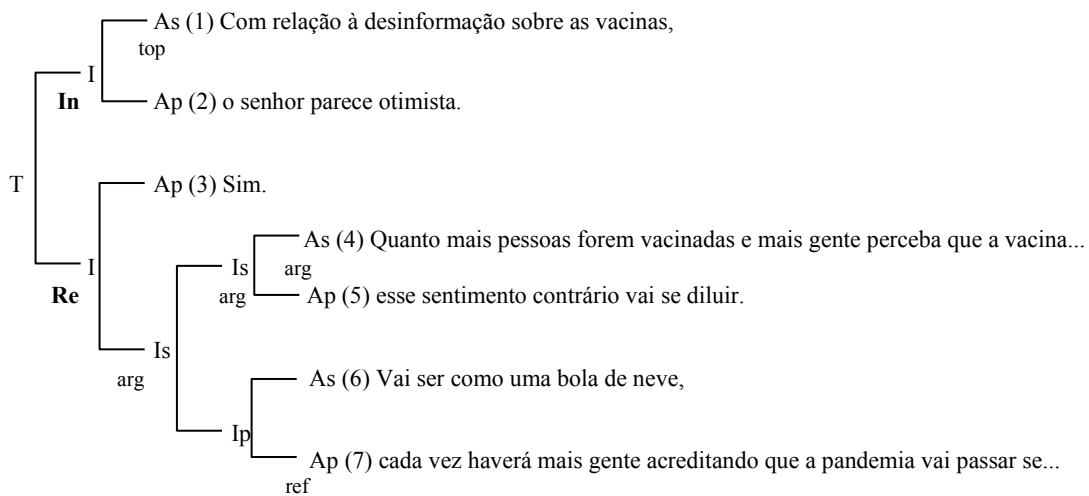 As (1) Com relação à desinformação sobre as vacinas,
top
I
In
Ap (2) o senhor parece otimista.
T
Ap (3) Sim.
As (4) Quanto mais pessoas forem vacinadas e mais gente perceba que a vacina...
Is
arg
I
arg
Re
Ap (5) esse sentimento contrário vai se diluir.
Is
arg
As (6) Vai ser como uma bola de neve,
Ip
Ap (7) cada vez haverá mais gente acreditando que a pandemia vai passar se...
ref